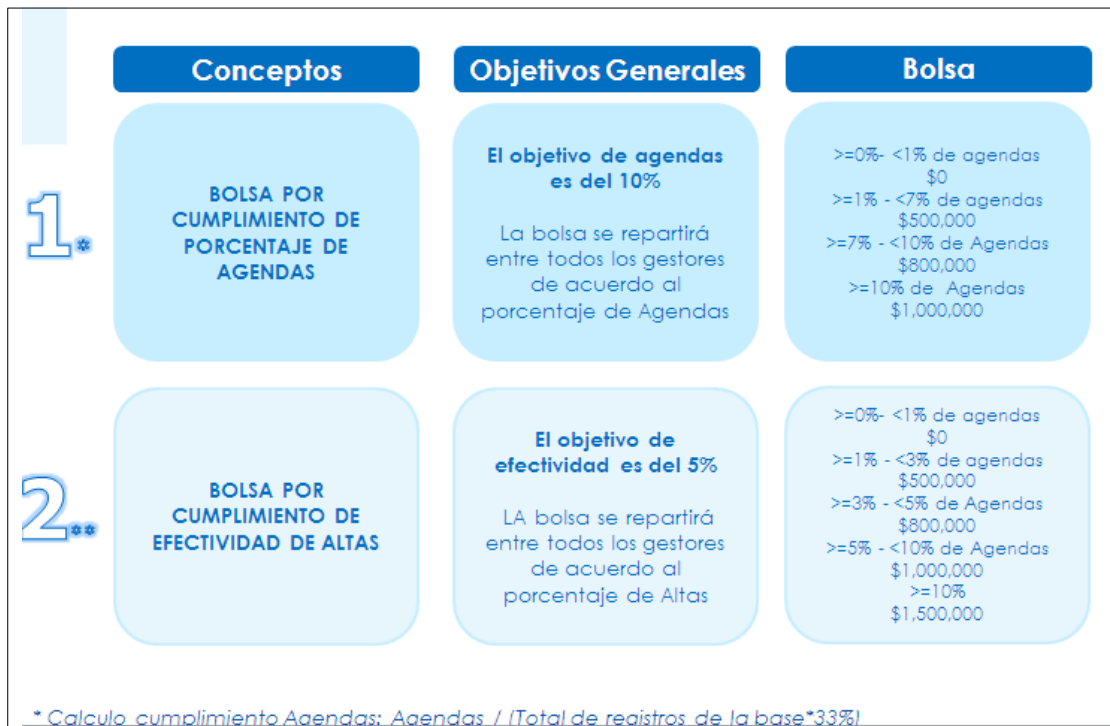 Conceptos
Objetivos Generales
Bolsa
1.*
BOLSA POR
CUMPLIMIENTO DE
PORCENTAJE DE
AGENDAS
El objetivo de agendas
es del 10%
La bolsa se repartirá
entre todos los gestores
de acuerdo al
porcentaje de Agendas
>=0%- <1% de agendas
$0
>=1% - <7% de agendas
$500,000
>=7% - <10% de Agendas
$800,000
>=10% de  Agendas
$1,000,000
2.**
BOLSA POR
CUMPLIMIENTO DE
EFECTIVIDAD DE ALTAS
El objetivo de
efectividad es del 5%
LA bolsa se repartirá
entre todos los gestores
de acuerdo al
porcentaje de Altas
>=0%- <1% de agendas
$0
>=1% - <3% de agendas
$500,000
>=3% - <5% de Agendas
$800,000
>=5% - <10% de Agendas
$1,000,000
>=10%
$1,500,000
* Calculo cumplimiento Agendas: Agendas / (Total de registros de la base*33%)